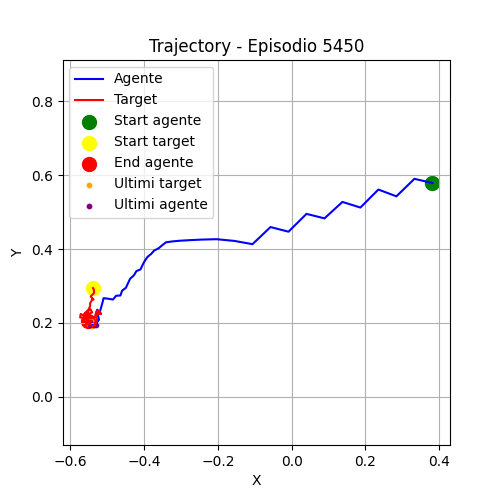 Trajectory - Episodio 5450
Agente
Target
Start agente
Start target
End agente
Ultimi target
Ultimi agente
0.8
0.6
0.4
0.2
0.0
Y
−0.6
−0.4
−0.2
0.0
0.2
0.4
X